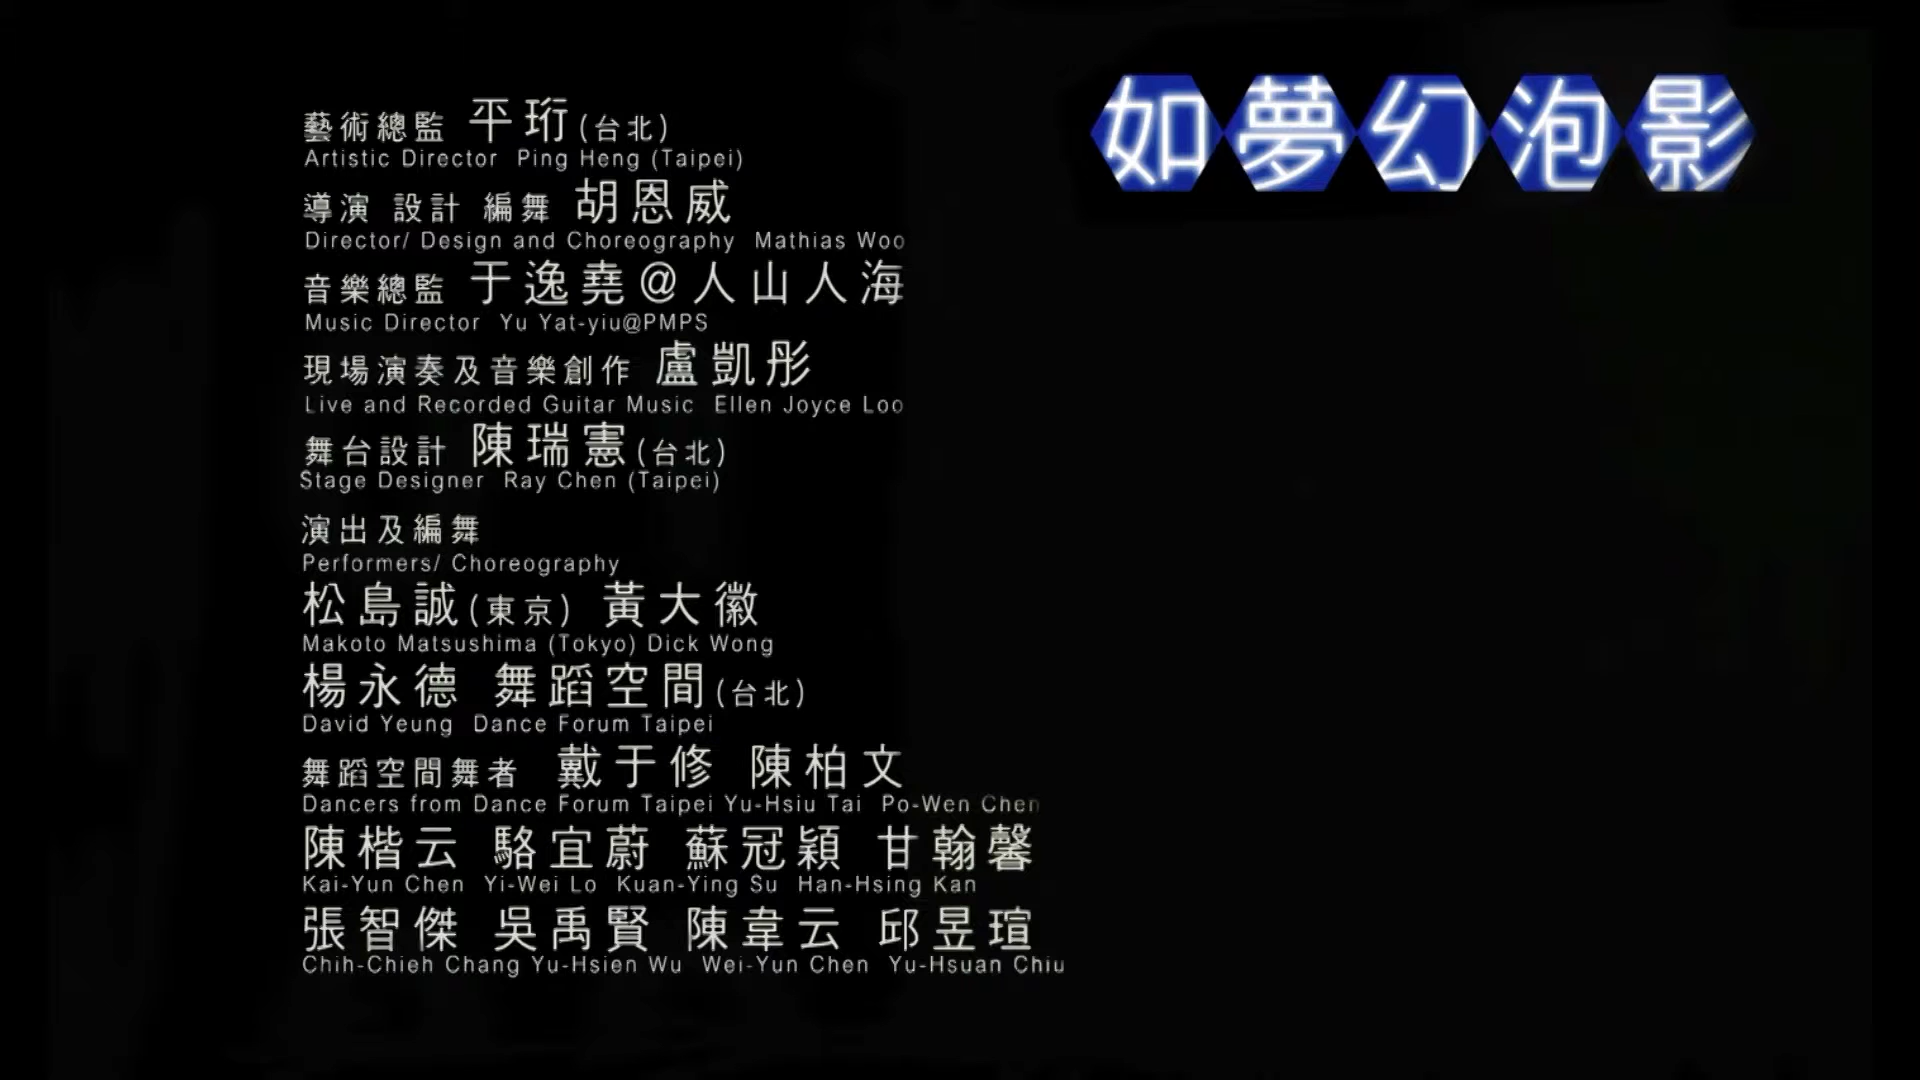 如夢幻泡影
藝術總監 平珩(台北)
Artistic Director Ping Heng (Taipei)
導演 設計 編舞 胡恩威
Director/ Design and Choreography Mathias Woo
音樂總監 于逸堯@人山人海
Music Director Yu Yat-yiu@PMPS
現場演奏及音樂創作 盧凱彤
Live and Recorded Guitar Music Ellen Joyce Loo
舞台設計 陳瑞憲(台北)
Stage Designer Ray Chen (Taipei)
演出及編舞
Performers/ Choreography
松島誠(東京) 黃大徽
Makoto Matsushima (Tokyo) Dick Wong
楊永德 舞蹈空間(台北)
David Yeung Dance Forum Taipei
舞蹈空間舞者 戴于修 陳柏文
Dancers from Dance Forum Taipei Yu-Hsiu Tai Po-Wen Chen
陳楷云 駱宜蔚 蘇冠穎 甘翰馨
Kai-Yun Chen Yi-Wei Lo Kuan-Ying Su Han-Hsing Kan
張智傑 吳禹賢 陳韋云 邱昱瑄
Chih-Chieh Chang Yu-Hsien Wu Wei-Yun Chen Yu-Hsuan Chiu